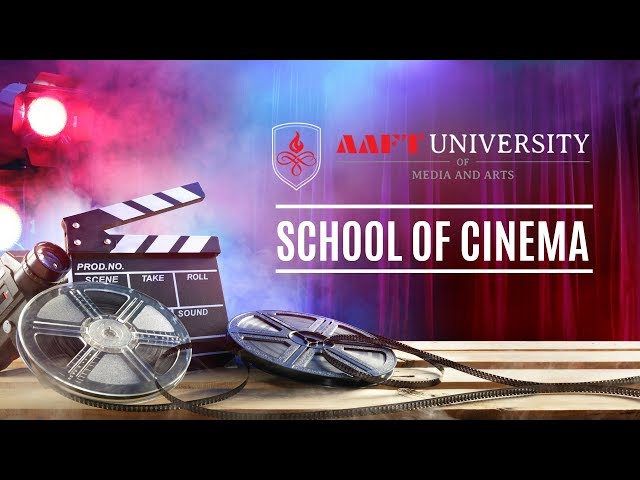 AAFT UNIVERSITY
OF
MEDIA AND ARTS
SCHOOL OF CINEMA
PROD.NO.
SCENE TAKE ROLL
SOUND